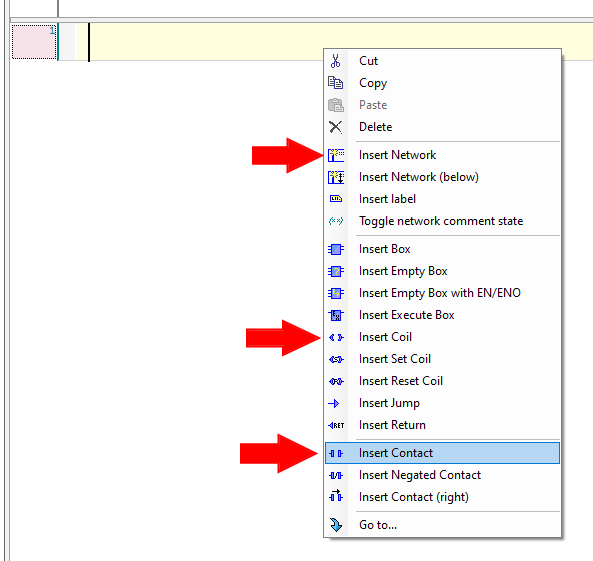 1
Cut
Copy
Paste
Delete
Insert Network
Insert Network (below)
Insert label
Toggle network comment state
Insert Box
Insert Empty Box
Insert Empty Box with EN/ENO
Insert Execute Box
Insert Coil
Insert Set Coil
Insert Reset Coil
Insert Jump
RET Insert Return
Insert Contact
Insert Negated Contact
Insert Contact (right)
Go to...